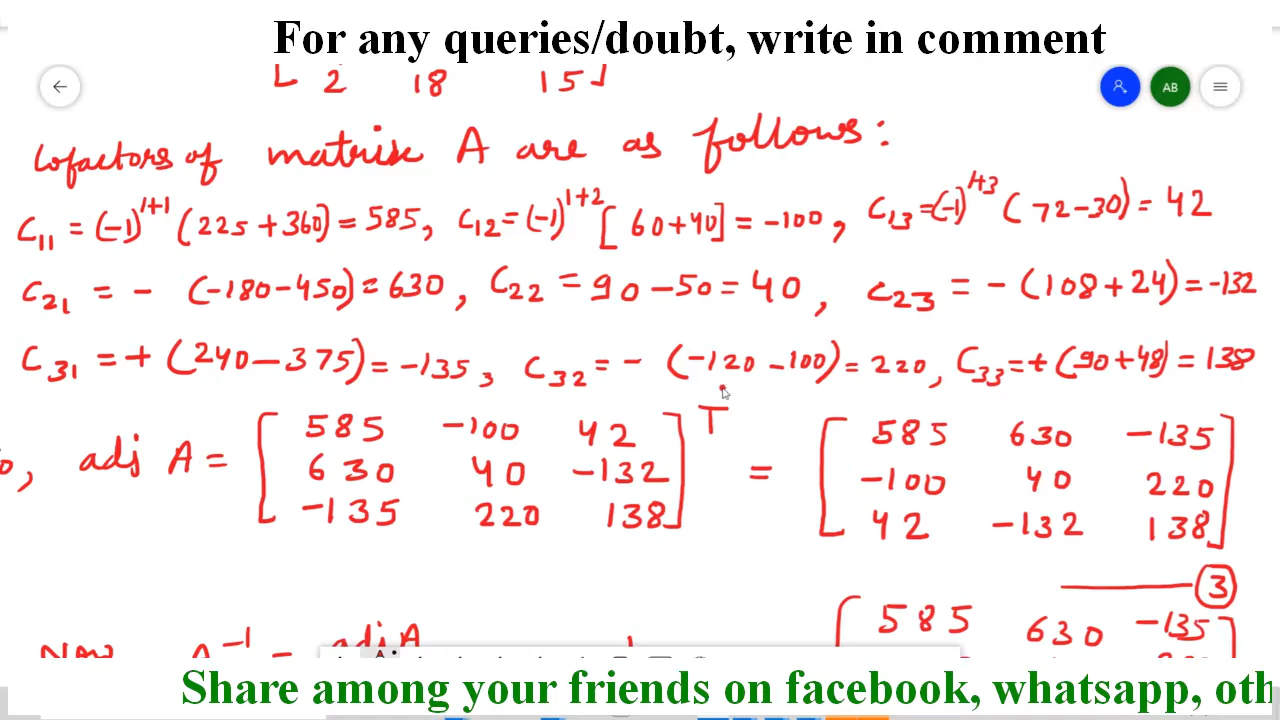 For any queries/doubt, write in comment
[ 2 18 15 ]
AB
Cofactors of matrix A are as follows:
C11 = (-1)^1+1 (225+360) = 585, C12 = (-1)^1+2 [60+40] = -100, C13 = (-1)^1+3 (72-30) = 42
C21 = - (-180-450) = 630, C22 = 90-50 = 40, C23 = -(108+24) = -132
C31 = + (240-375) = -135, C32 = - (-120-100) = 220, C33 = +(90+48) = 138
adj A = [ 585 -100 42 ]T = [ 585 630 -135 ]
630 40 -132 -100 40 220
-135 220 138 42 -132 138
3
585 630 -135
Now A^-1 = adj A
Share among your friends on facebook, whatsapp, oth